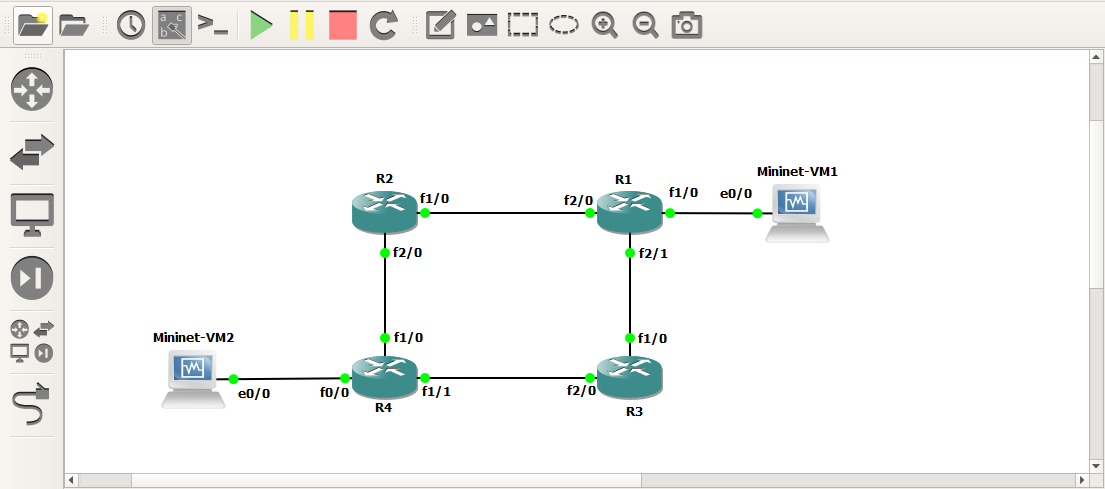 a c
b
>_
Mininet-VM1
R2
R1
f1/0
f2/0
f1/0
e0/0
f2/0
f2/1
Mininet-VM2
f1/0
f1/0
e0/0
f0/0
f1/1
f2/0
R4
R3